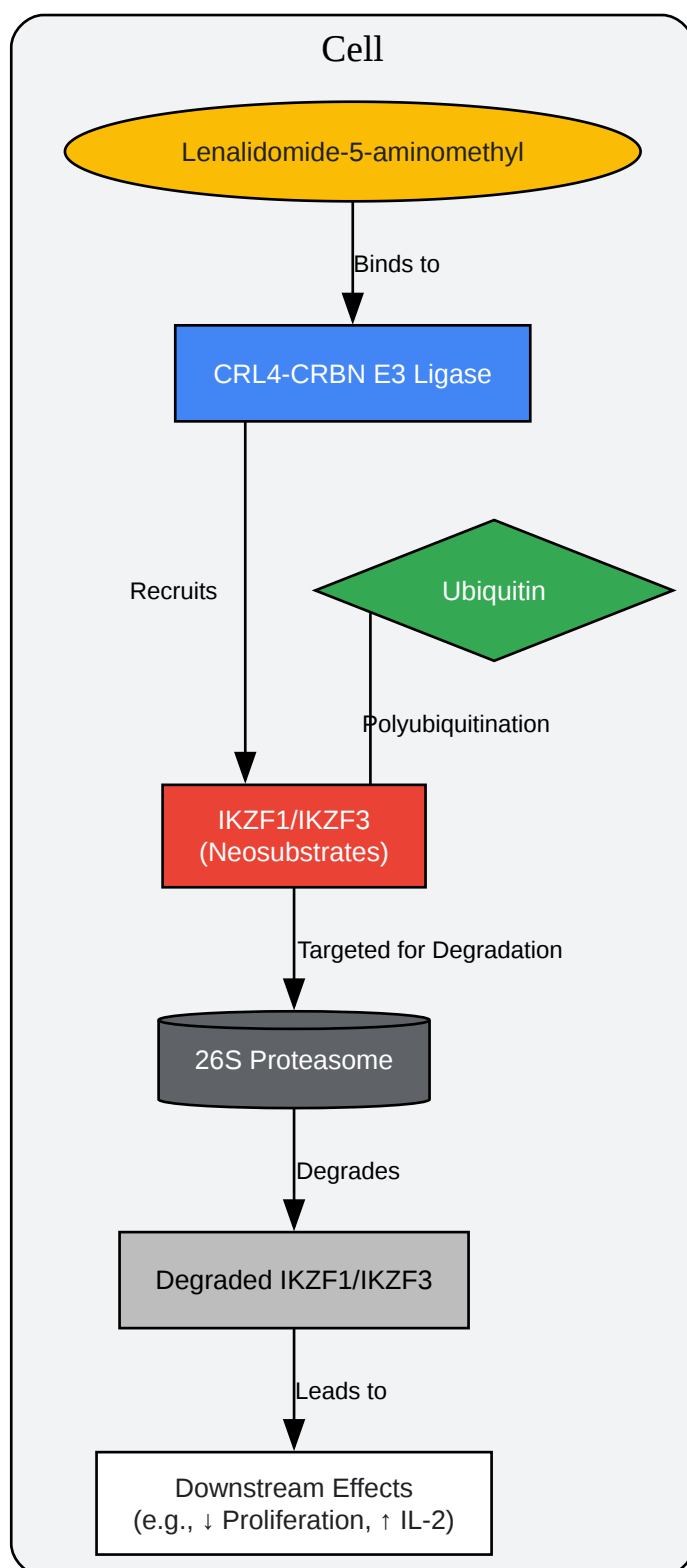 Cell
Lenalidomide-5-aminomethyl
Binds to
CRL4-CRBN E3 Ligase
Recruits
Ubiquitin
Polyubiquitination
IKZF1/IKZF3
(Neosubstrates)
Targeted for Degradation
26S Proteasome
Degrades
Degraded IKZF1/IKZF3
Leads to
Downstream Effects
(e.g., ↓ Proliferation, ↑ IL-2)